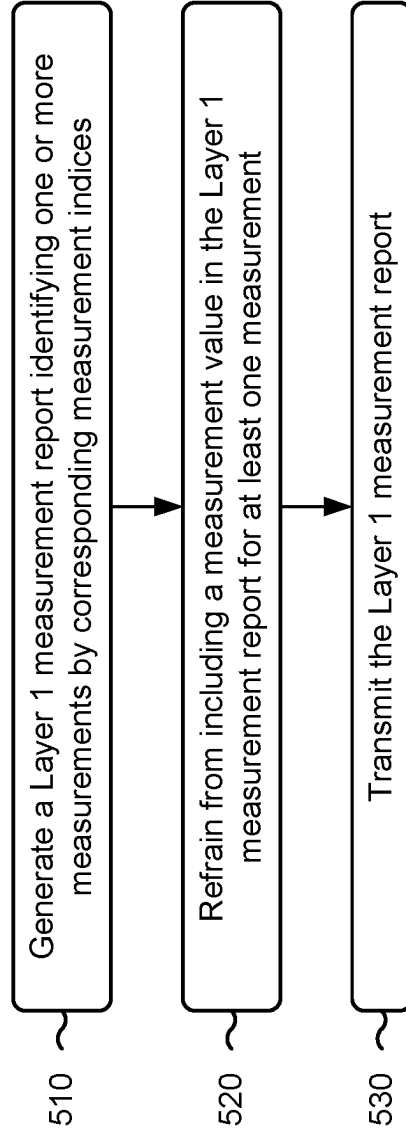 510
Generate a Layer 1 measurement report identifying one or more
measurements by corresponding measurement indices
520
Refrain from including a measurement value in the Layer 1
measurement report for at least one measurement
530
Transmit the Layer 1 measurement report